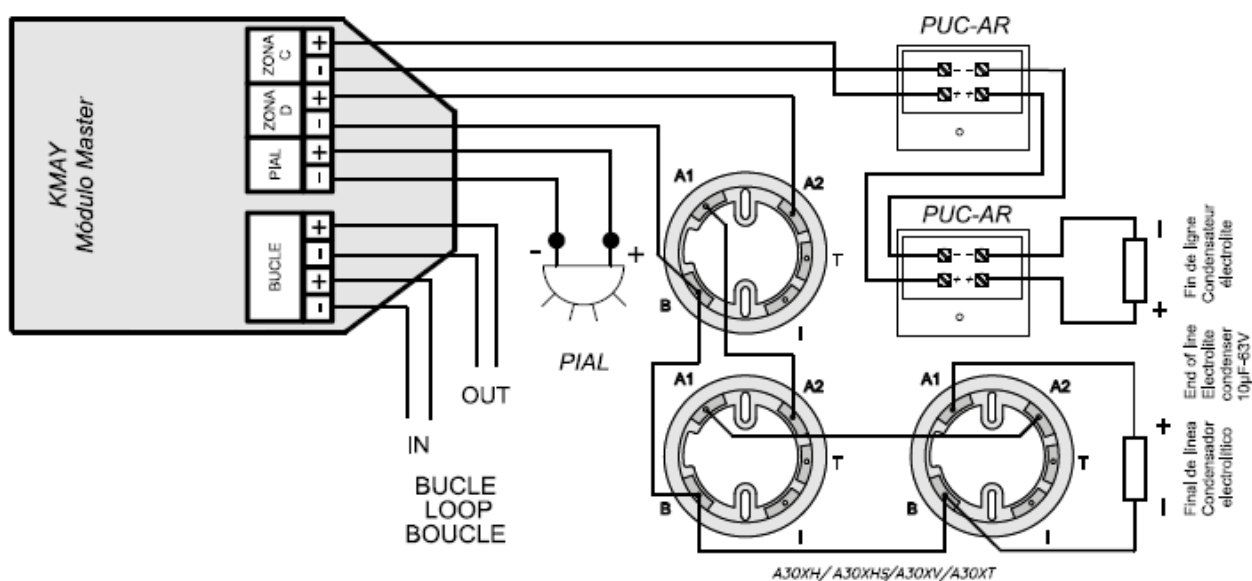 KMAY
Módulo Master
ZONA
C
+
-
ZONA
D
+
-
PIAL
+
-
BUCLE
+
-
+
-
IN
OUT
BUCLE
LOOP
BOUCLE
- +
PIAL
PUC-AR
- -
+ +
PUC-AR
- -
+ +
A1
A2
T
B
I
A1
A2
T
B
I
A1
A2
T
B
I
A30XH/ A30XHS/A30XV/A30XT
-
+
Fin de ligne
Condensateur
électrolite
End of line
Electrolite
condenser
10µF-63V
+
-
Final de línea
Condensador
electrolítico